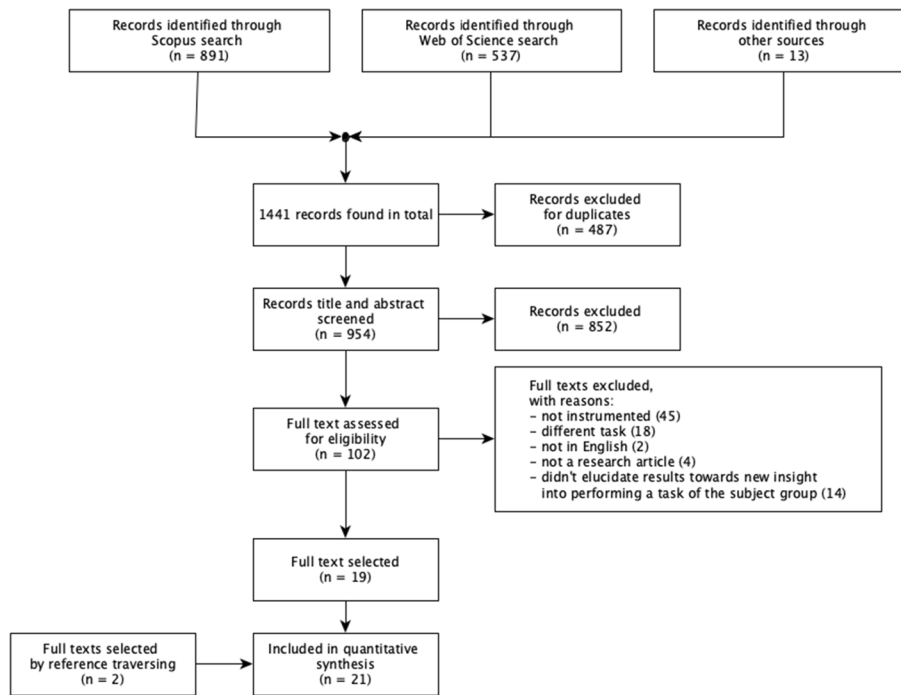 Records identified through
Scopus search
(n = 891)
Records identified through
Web of Science search
(n = 537)
Records identified through
other sources
(n = 13)
1441 records found in total
Records excluded
for duplicates
(n = 487)
Records title and abstract
screened
(n = 954)
Records excluded
(n = 852)
Full text assessed
for eligibility
(n = 102)
Full texts excluded,
with reasons:
– not instrumented (45)
– different task (18)
– not in English (2)
– not a research article (4)
– didn't elucidate results towards new insight
into performing a task of the subject group (14)
Full text selected
(n = 19)
Full texts selected
by reference traversing
(n = 2)
Included in quantitative
synthesis
(n = 21)